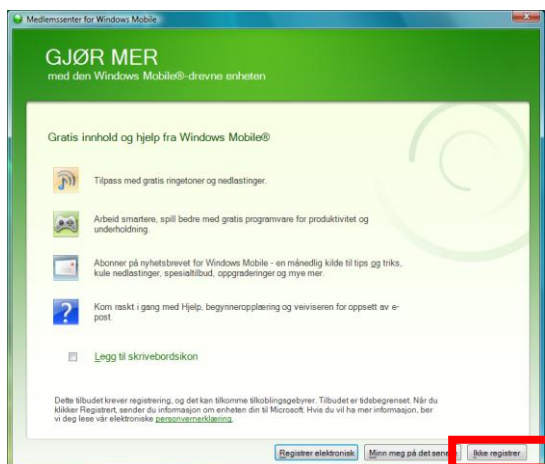 Medlemssenter for Windows Mobile
GJØR MER
med den Windows Mobile®-drevne enheten
Gratis innhold og hjelp fra Windows Mobile®
Tilpass med gratis ringetoner og nedlastinger.
Arbeid smartere, spill bedre med gratis programvare for produktivitet og
underholdning.
Abonner på nyhetsbrevet for Windows Mobile - en månedlig kilde til tips og triks,
kule nedlastinger, spesialtilbud, oppgraderinger og mye mer.
Kom raskt i gang med Hjelp, begynneropplæring og veiviseren for oppsett av e-
post.
Legg til skrivebordsikon
Dette tilbudet krever registrering, og det kan tilkomme tilkoblingsgebyrer. Tilbudet er tidsbegrenset. Når du
klikker Registrert, sender du informasjon om enheten din til Microsoft. Hvis du vil ha mer informasjon, ber
vi deg lese vår elektroniske personvernerklæring.
Registrer elektronisk Minn meg på det sene Ikke registrer